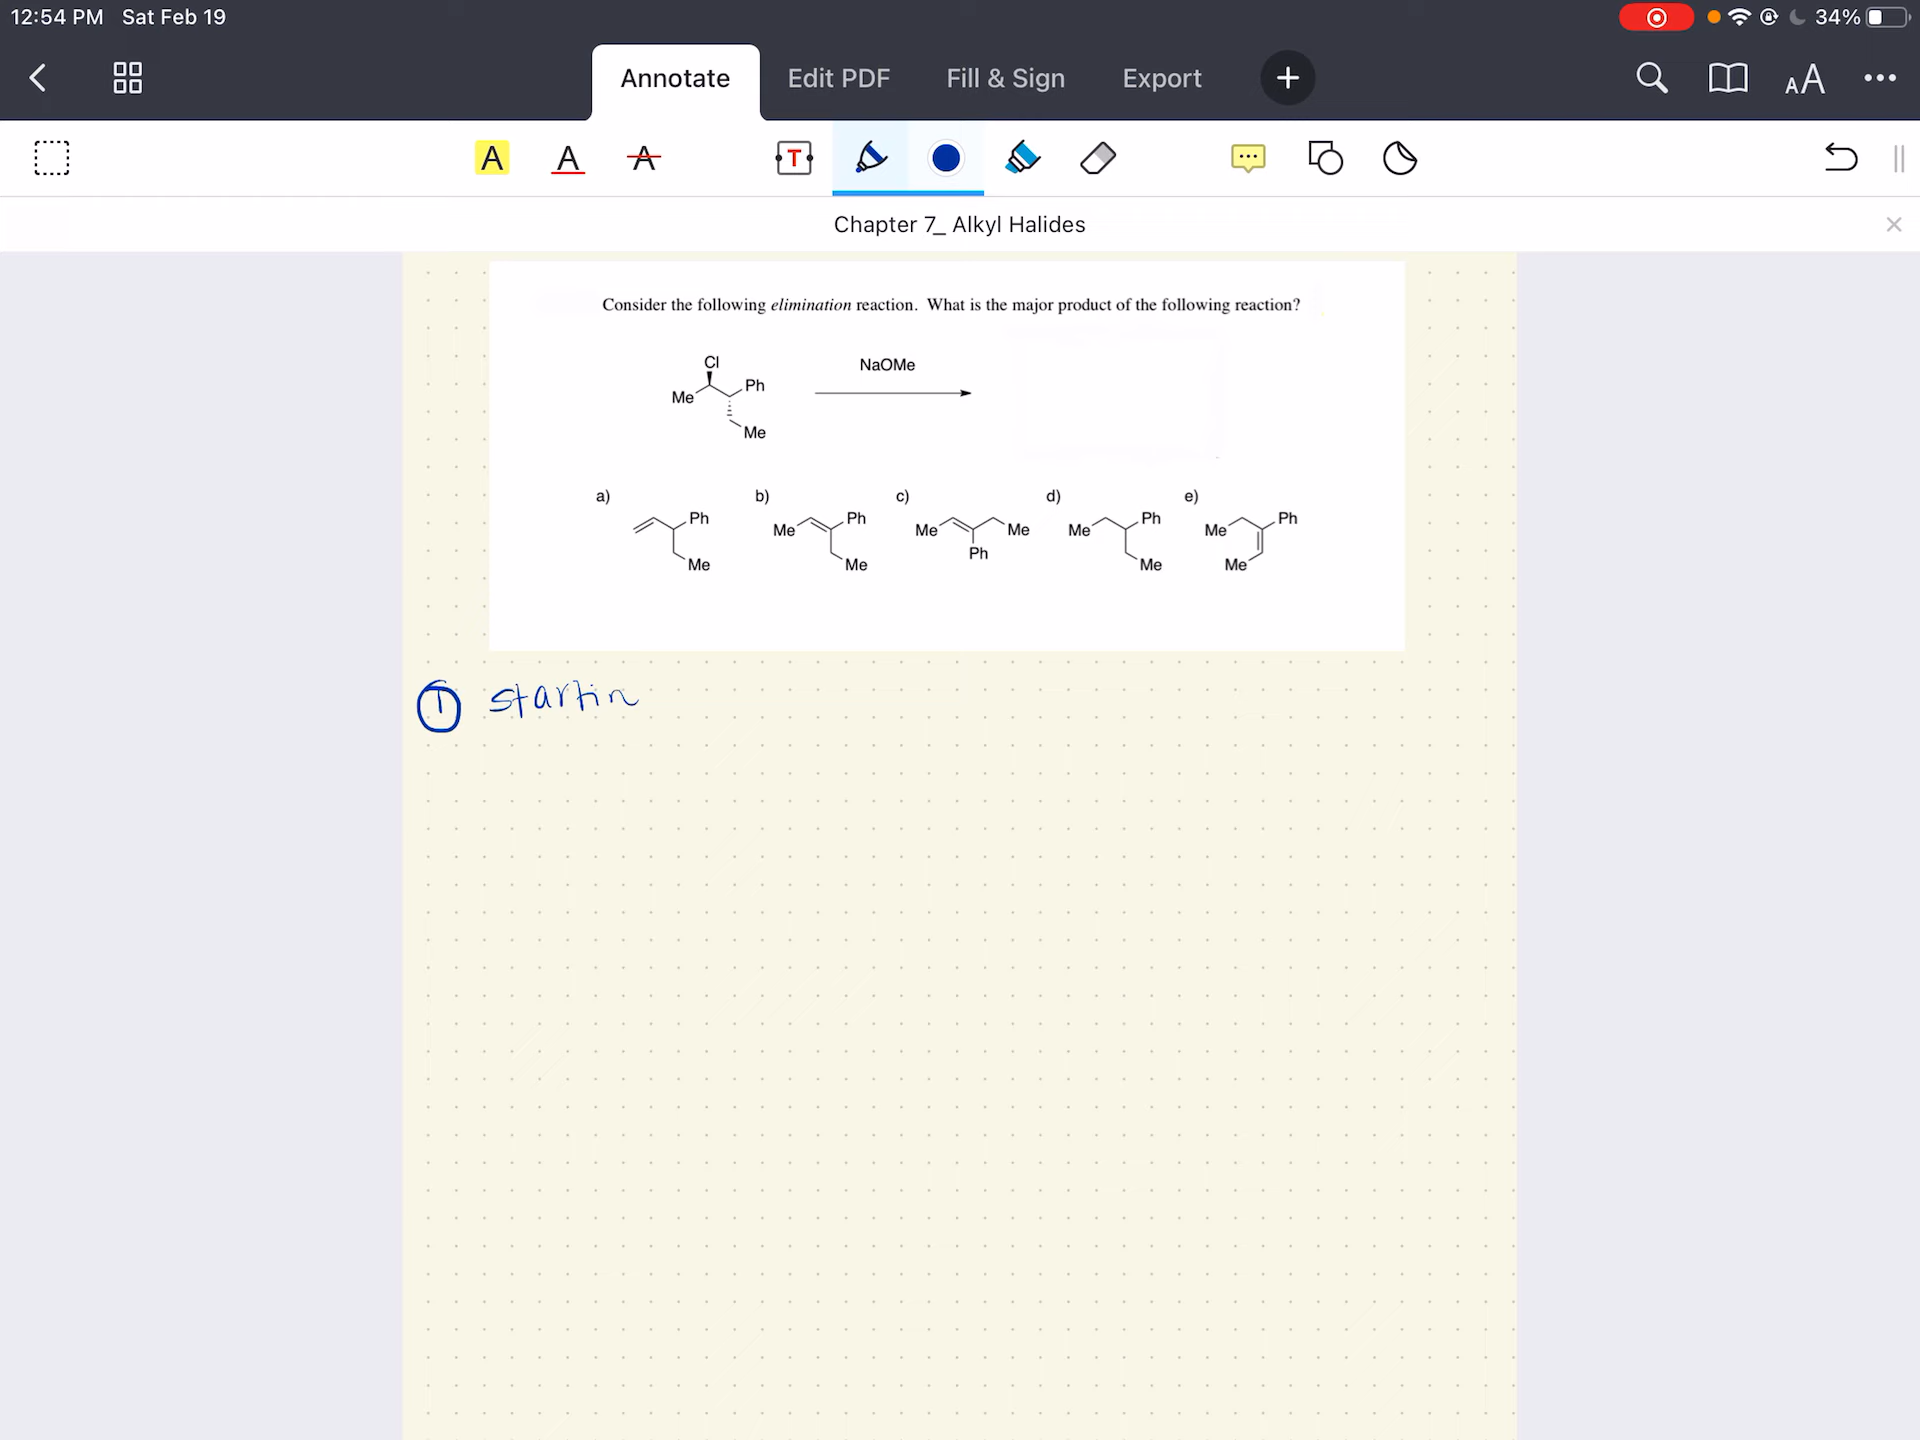 12:54 PM Sat Feb 19
34%
Annotate Edit PDF Fill & Sign Export +
AA
A A A T
Chapter 7_ Alkyl Halides
Consider the following elimination reaction. What is the major product of the following reaction?
Cl
NaOMe
Ph
Me
Me
a) b) c) d) e)
Ph Ph Ph Ph
Me Me Me Me Me
Ph
Me Me Me Me
① startin